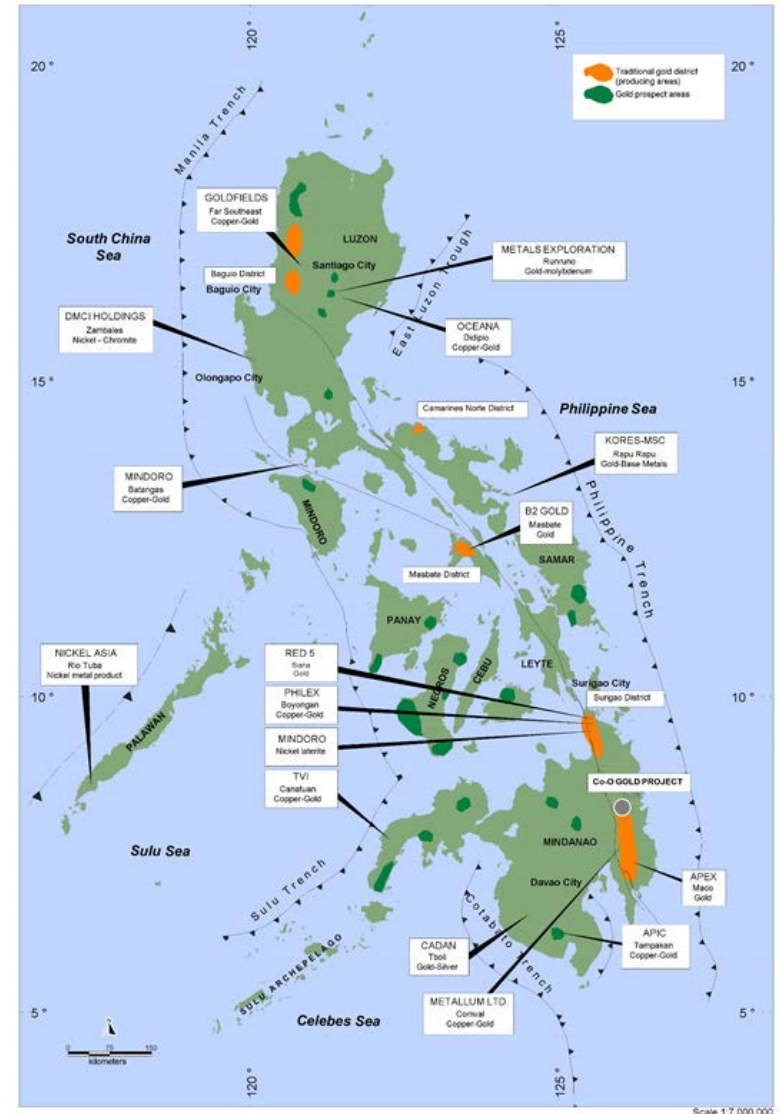 120 °
125 °
20 °
20 °
Traditional gold district
(producing areas)
Gold prospect areas
Manila Trench
GOLDFIELDS
Far Southeast
Copper-Gold
South China
Sea
LUZON
Santiago City
METALS EXPLORATION
Runruno
Gold-molybdenum
Baguio District
Baguio City
East Luzon Trough
DMCI HOLDINGS
Zambales
Nickel - Chromite
OCEANA
Didipio
Copper-Gold
Olongapo City
15 °
15 °
Camarines Norte District
Philippine Sea
KORES-MSC
Rapu Rapu
Gold-Base Metals
MINDORO
Batangas
Copper-Gold
MINDORO
B2 GOLD
Masbate
Gold
Philippine Trench
SAMAR
Masbate District
PANAY
NICKEL ASIA
Rio Tuba
Nickel metal product
RED 5
Siana
Gold
NEGROS
CEBU
LEYTE
Surigao City
10 °
10 °
Surigao District
PHILEX
Boyongan
Copper-Gold
PALAWAN
MINDORO
Nickel laterite
TVI
Canatuan
Copper-Gold
Co-O GOLD PROJECT
Sulu Sea
MINDANAO
Sulu Trench
Davao City
APEX
Maco
Gold
Cotabato Trench
CADAN
Tboli
Gold-Silver
APIC
Tampakan
Copper-Gold
SULU ARCHEPELAGO
METALLUM LTD.
Comval
Copper-Gold
5 °
5 °
Celebes Sea
N
0 75 150
kilometers
120 °
125 °
Scale 1:7,000,000